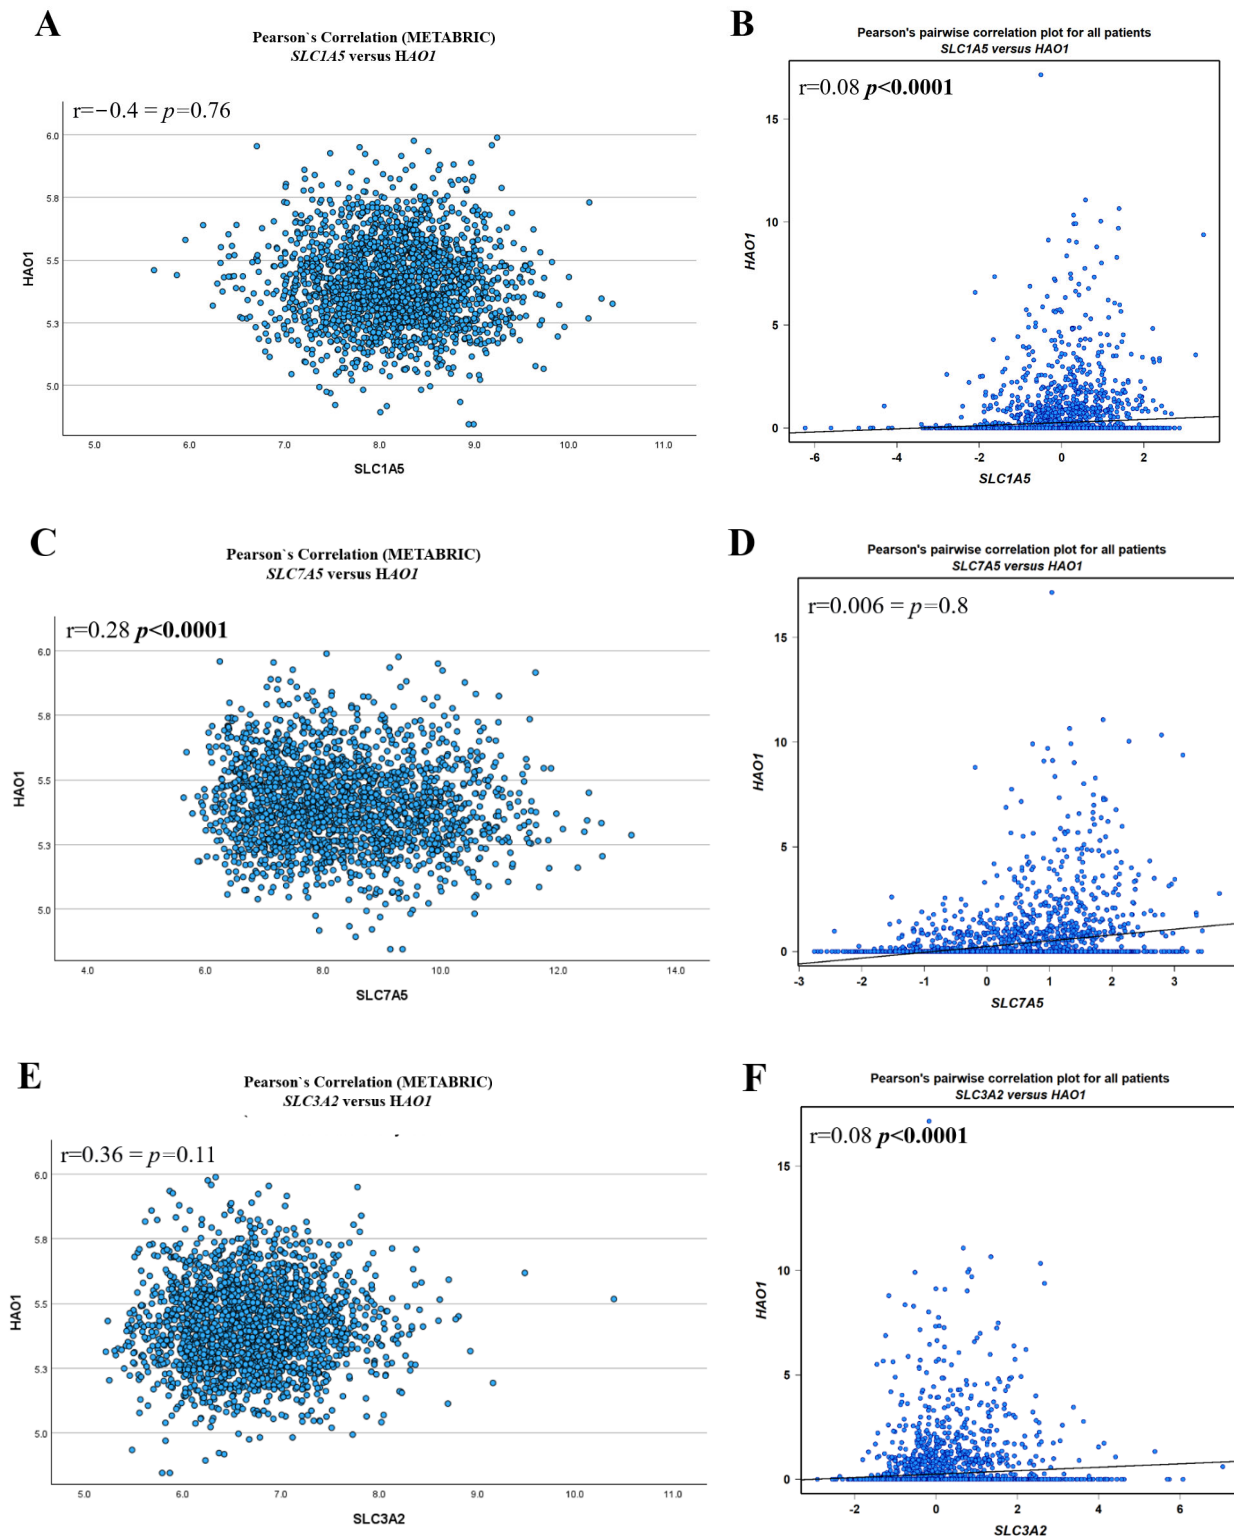 A
Pearson`s Correlation (METABRIC)
SLC1A5 versus HAO1
r=−0.4 = p=0.76
6.0
5.8
5.5
5.3
5.0
HAO1
5.0 6.0 7.0 8.0 9.0 10.0 11.0
SLC1A5
B
Pearson's pairwise correlation plot for all patients
SLC1A5 versus HAO1
r=0.08 p<0.0001
15
10
5
0
HAO1
-6 -4 -2 0 2
SLC1A5
C
Pearson`s Correlation (METABRIC)
SLC7A5 versus HAO1
r=0.28 p<0.0001
6.0
5.8
5.5
5.3
5.0
HAO1
4.0 6.0 8.0 10.0 12.0 14.0
SLC7A5
D
Pearson's pairwise correlation plot for all patients
SLC7A5 versus HAO1
r=0.006 = p=0.8
15
10
5
0
HAO1
-3 -2 -1 0 1 2 3
SLC7A5
E
Pearson`s Correlation (METABRIC)
SLC3A2 versus HAO1
r=0.36 = p=0.11
6.0
5.8
5.5
5.3
5.0
HAO1
5.0 6.0 7.0 8.0 9.0 10.0 11.0
SLC3A2
F
Pearson's pairwise correlation plot for all patients
SLC3A2 versus HAO1
r=0.08 p<0.0001
15
10
5
0
HAO1
-2 0 2 4 6
SLC3A2